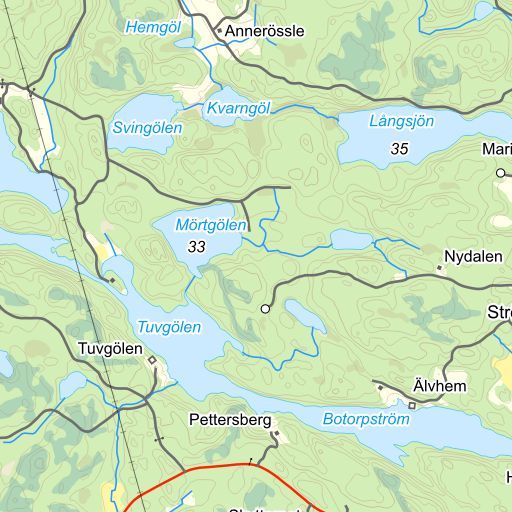 Hemgöl
Annerössle
Kvarngöl
Svingölen
Långsjön
35
Mari
Mörtgölen
33
Nydalen
Tuvgölen
Str
Tuvgölen
Älvhem
Pettersberg
Botorpström
H